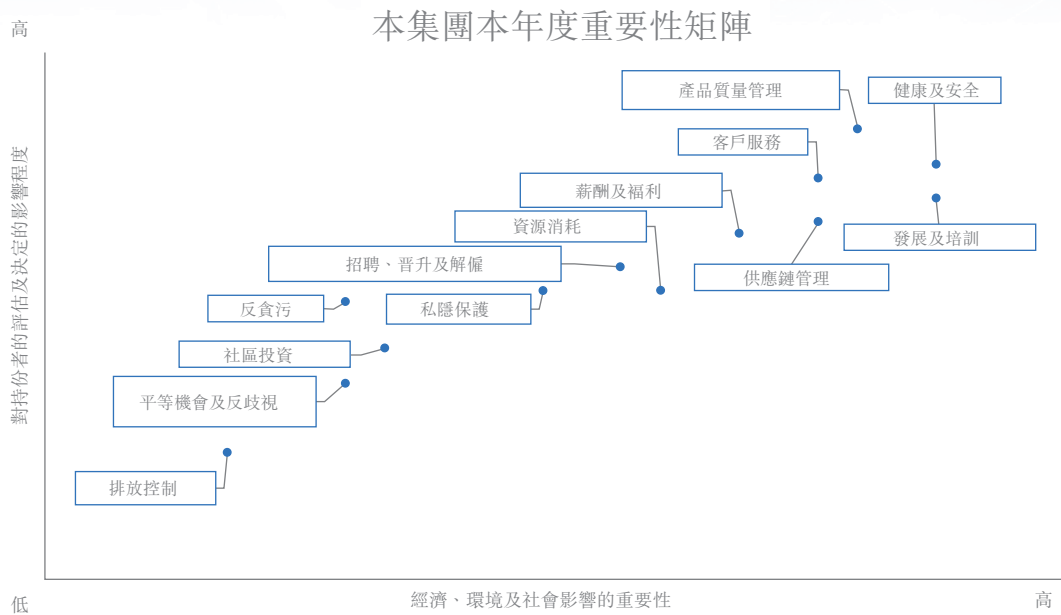 本集團本年度重要性矩陣
高
對持份者的評估及決定的影響程度
產品質量管理
健康及安全
客戶服務
薪酬及福利
資源消耗
發展及培訓
招聘、晋升及解僱
供應鏈管理
反貪污
私隱保護
社區投資
平等機會及反歧視
排放控制
低
經濟、環境及社會影響的重要性
高